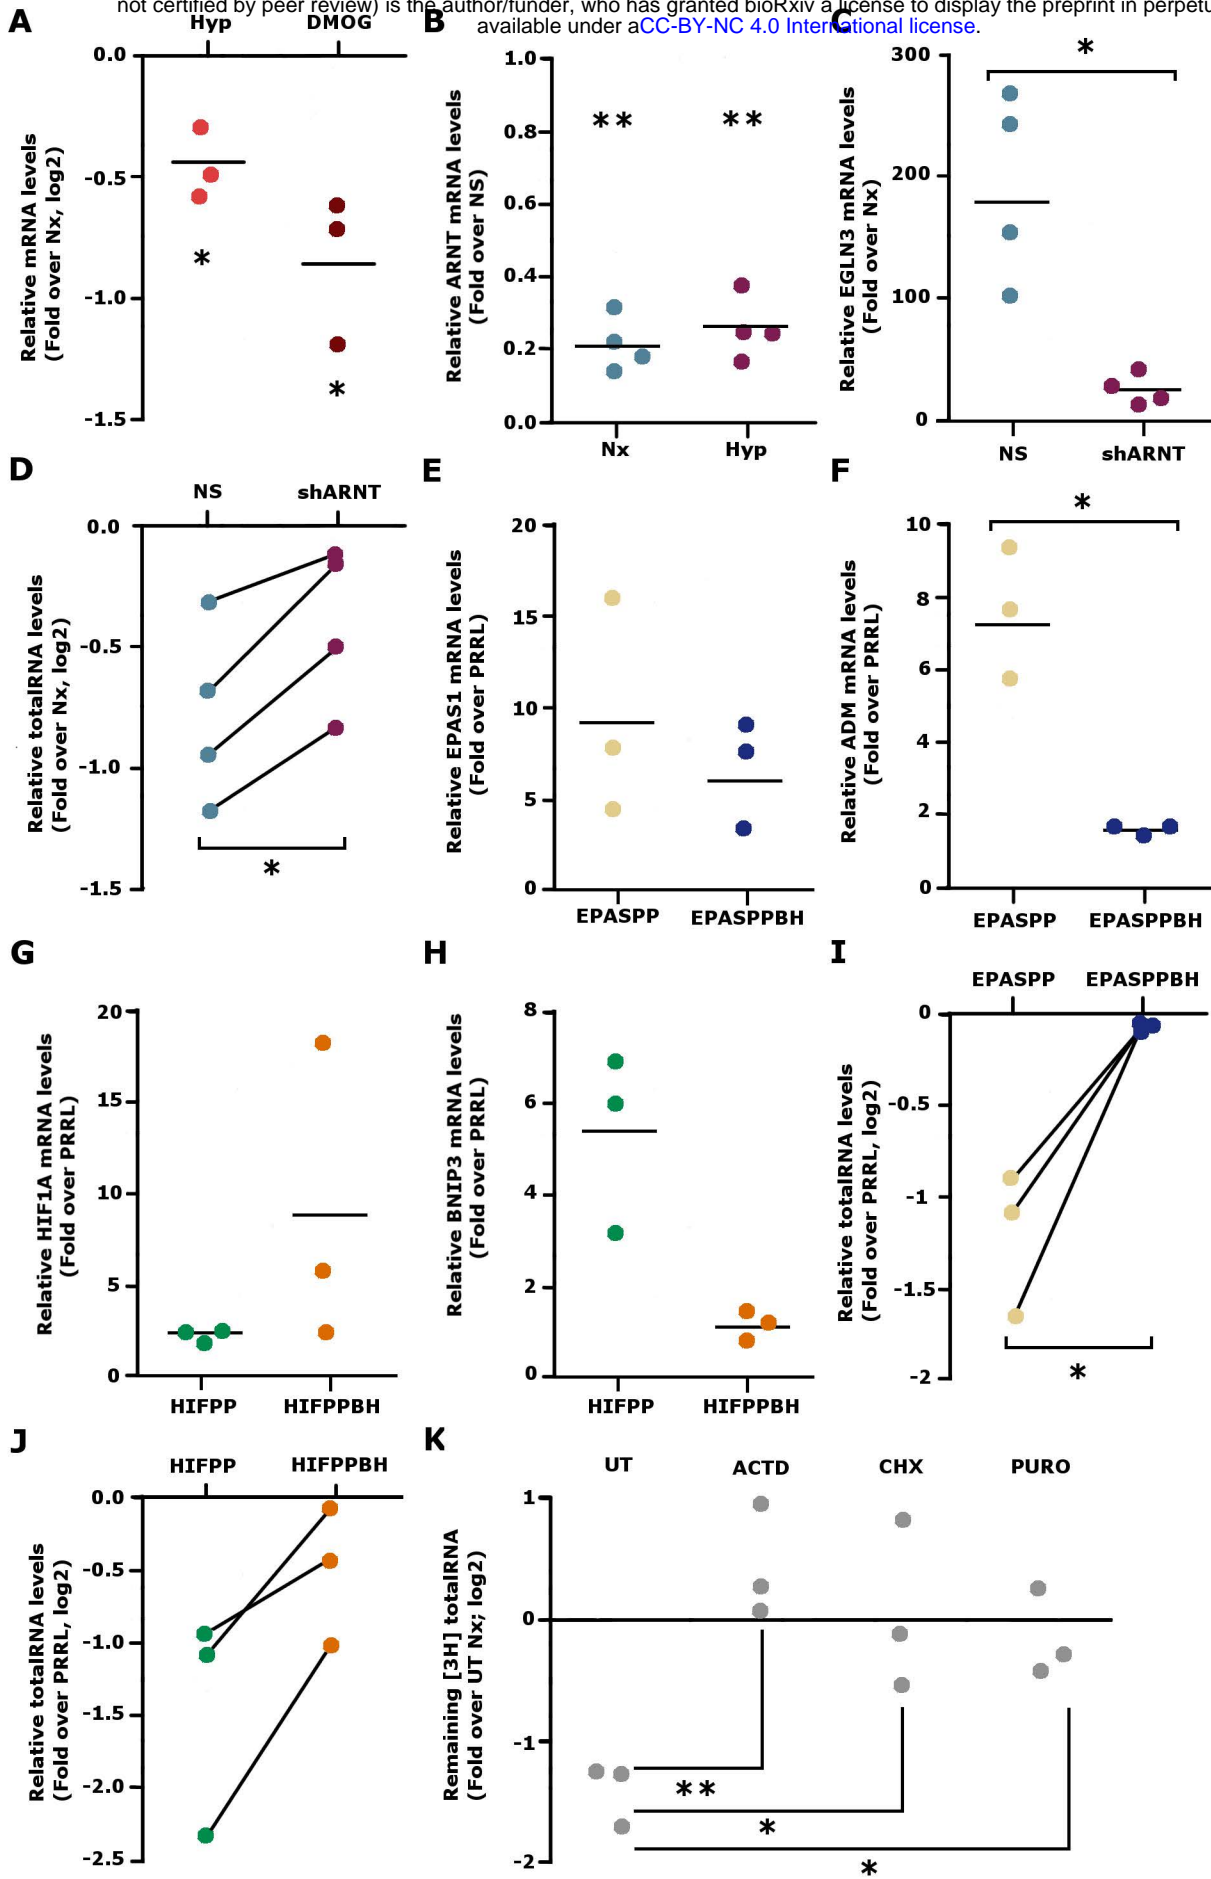 not certified by peer review) is the author/funder, who has granted bioRxiv a license to display the preprint in perpetu
available under aCC-BY-NC 4.0 International license.
A
Hyp DMOG
0.0
-0.5
-1.0
-1.5
Relative mRNA levels
(Fold over Nx, log2)
*
*
B
1.0
0.8
0.6
0.4
0.2
0.0
Relative ARNT mRNA levels
(Fold over NS)
** **
Nx Hyp
C
300
200
100
0
Relative EGLN3 mRNA levels
(Fold over Nx)
*
NS shARNT
D
NS shARNT
0.0
-0.5
-1.0
-1.5
Relative totalRNA levels
(Fold over Nx, log2)
*
E
20
15
10
5
0
Relative EPAS1 mRNA levels
(Fold over PRRL)
EPASPP EPASPPBH
F
10
8
6
4
2
0
Relative ADM mRNA levels
(Fold over PRRL)
*
EPASPP EPASPPBH
G
20
15
10
5
0
Relative HIF1A mRNA levels
(Fold over PRRL)
HIFPP HIFPPBH
H
8
6
4
2
0
Relative BNIP3 mRNA levels
(Fold over PRRL)
HIFPP HIFPPBH
I
EPASPP EPASPPBH
0
-0.5
-1
-1.5
-2
Relative totalRNA levels
(Fold over PRRL, log2)
*
J
HIFPP HIFPPBH
0.0
-0.5
-1.0
-1.5
-2.0
-2.5
Relative totalRNA levels
(Fold over PRRL, log2)
K
UT ACTD CHX PURO
1
0
-1
-2
Remaining [3H] totalRNA
(Fold over UT Nx; log2)
**
*
*